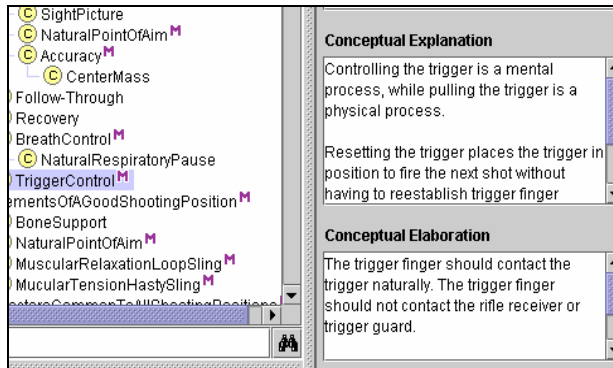 C SightPicture
C NaturalPointOfAim M
C Accuracy M
C CenterMass
Follow-Through
Recovery
BreathControl M
C NaturalRespiratoryPause
TriggerControl M
ementsOfAGoodShootingPosition M
BoneSupport
NaturalPointOfAim M
MuscularRelaxationLoopSling M
MucularTensionHastySling M
Conceptual Explanation
Controlling the trigger is a mental
process, while pulling the trigger is a
physical process.
Resetting the trigger places the trigger in
position to fire the next shot without
having to reestablish trigger finger
Conceptual Elaboration
The trigger finger should contact the
trigger naturally. The trigger finger
should not contact the rifle receiver or
trigger guard.